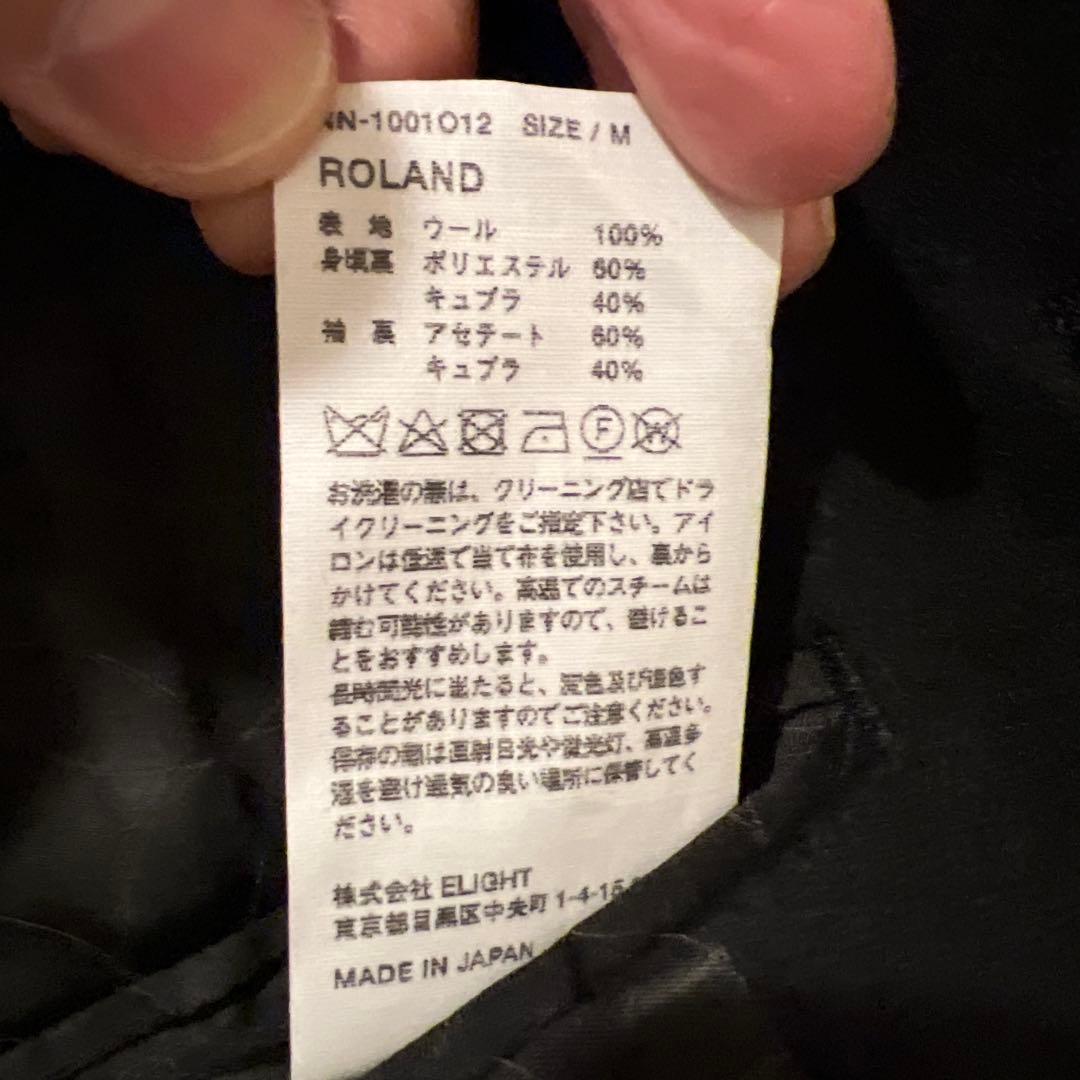 NN-1001O12 SIZE / M
ROLAND
表 地 ウール 100%
身頃裏 ポリエステル 60%
キュプラ 40%
袖 裏 アセテート 60%
キュプラ 40%
F W
お洗濯の際は、クリーニング店でドラ
イクリーニングをご指定下さい。アイ
ロンは低温で当て布を使用し、裏から
かけてください。高温でのスチームは
縮む可能性がありますので、避けるこ
とをおすすめします。
長時間光に当たると、変色及び退色す
ることがありますのでご注意ください。
保存の際は直射日光や蛍光灯、高温多
湿を避け通気の良い場所に保管してく
ださい。
株式会社 ELIGHT
東京都目黒区中央町 1-4-15
MADE IN JAPAN